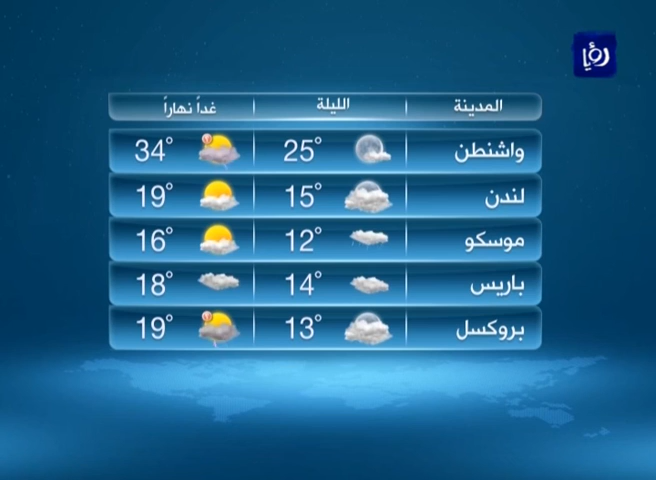 رؤيا
المدينة الليلة غداً نهاراً
واشنطن 25° 34°
لندن 15° 19°
موسكو 12° 16°
باريس 14° 18°
بروكسل 13° 19°